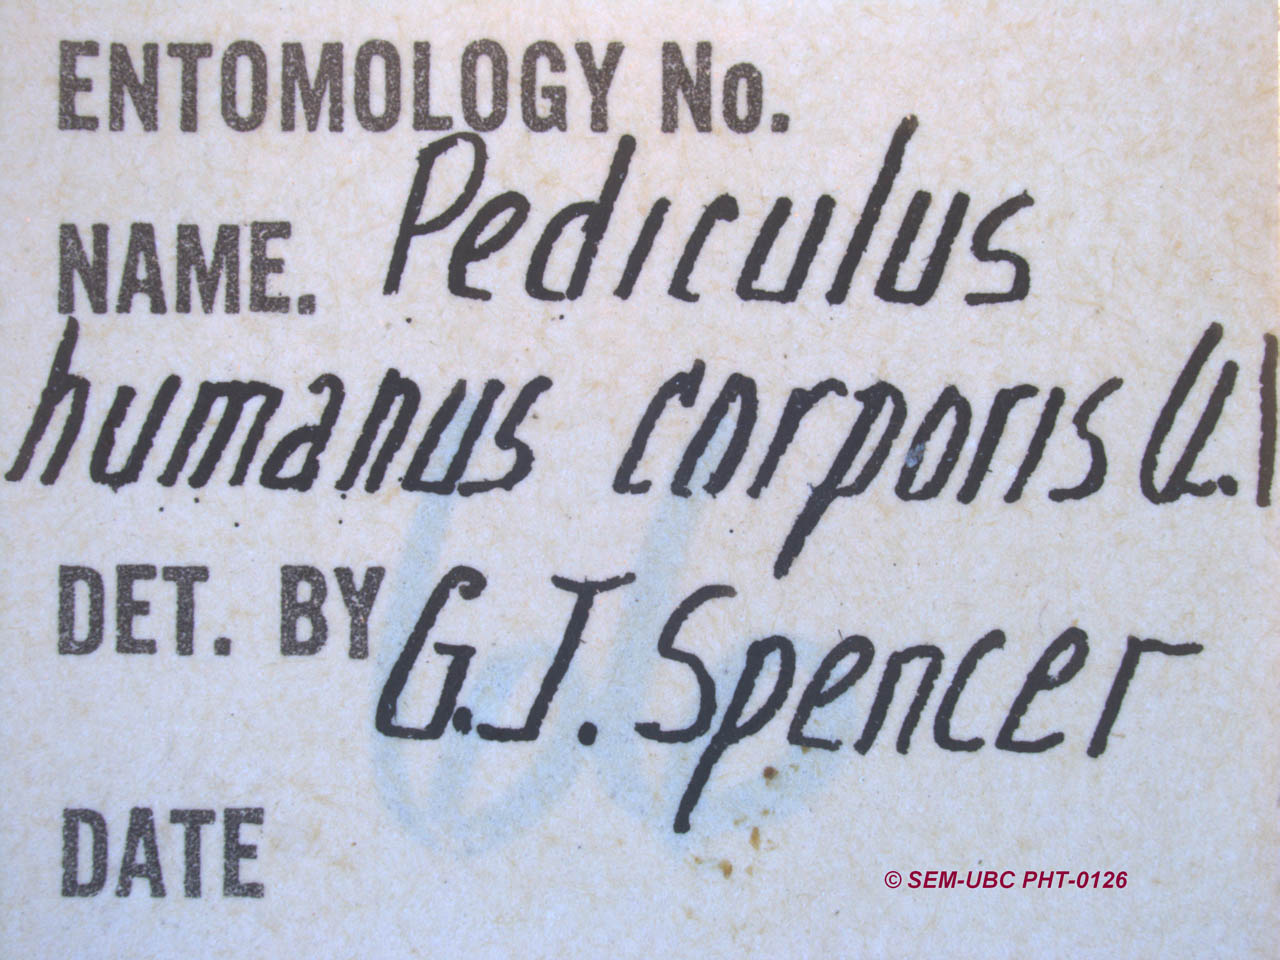 ENTOMOLOGY No.
NAME. Pediculus
humanus corporis (L.)
DET. BY G.J. Spencer
DATE
© SEM-UBC PHT-0126